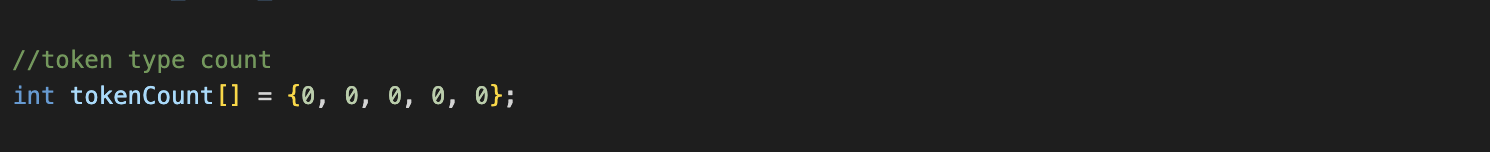 //token type count
int tokenCount[] = {0, 0, 0, 0, 0};